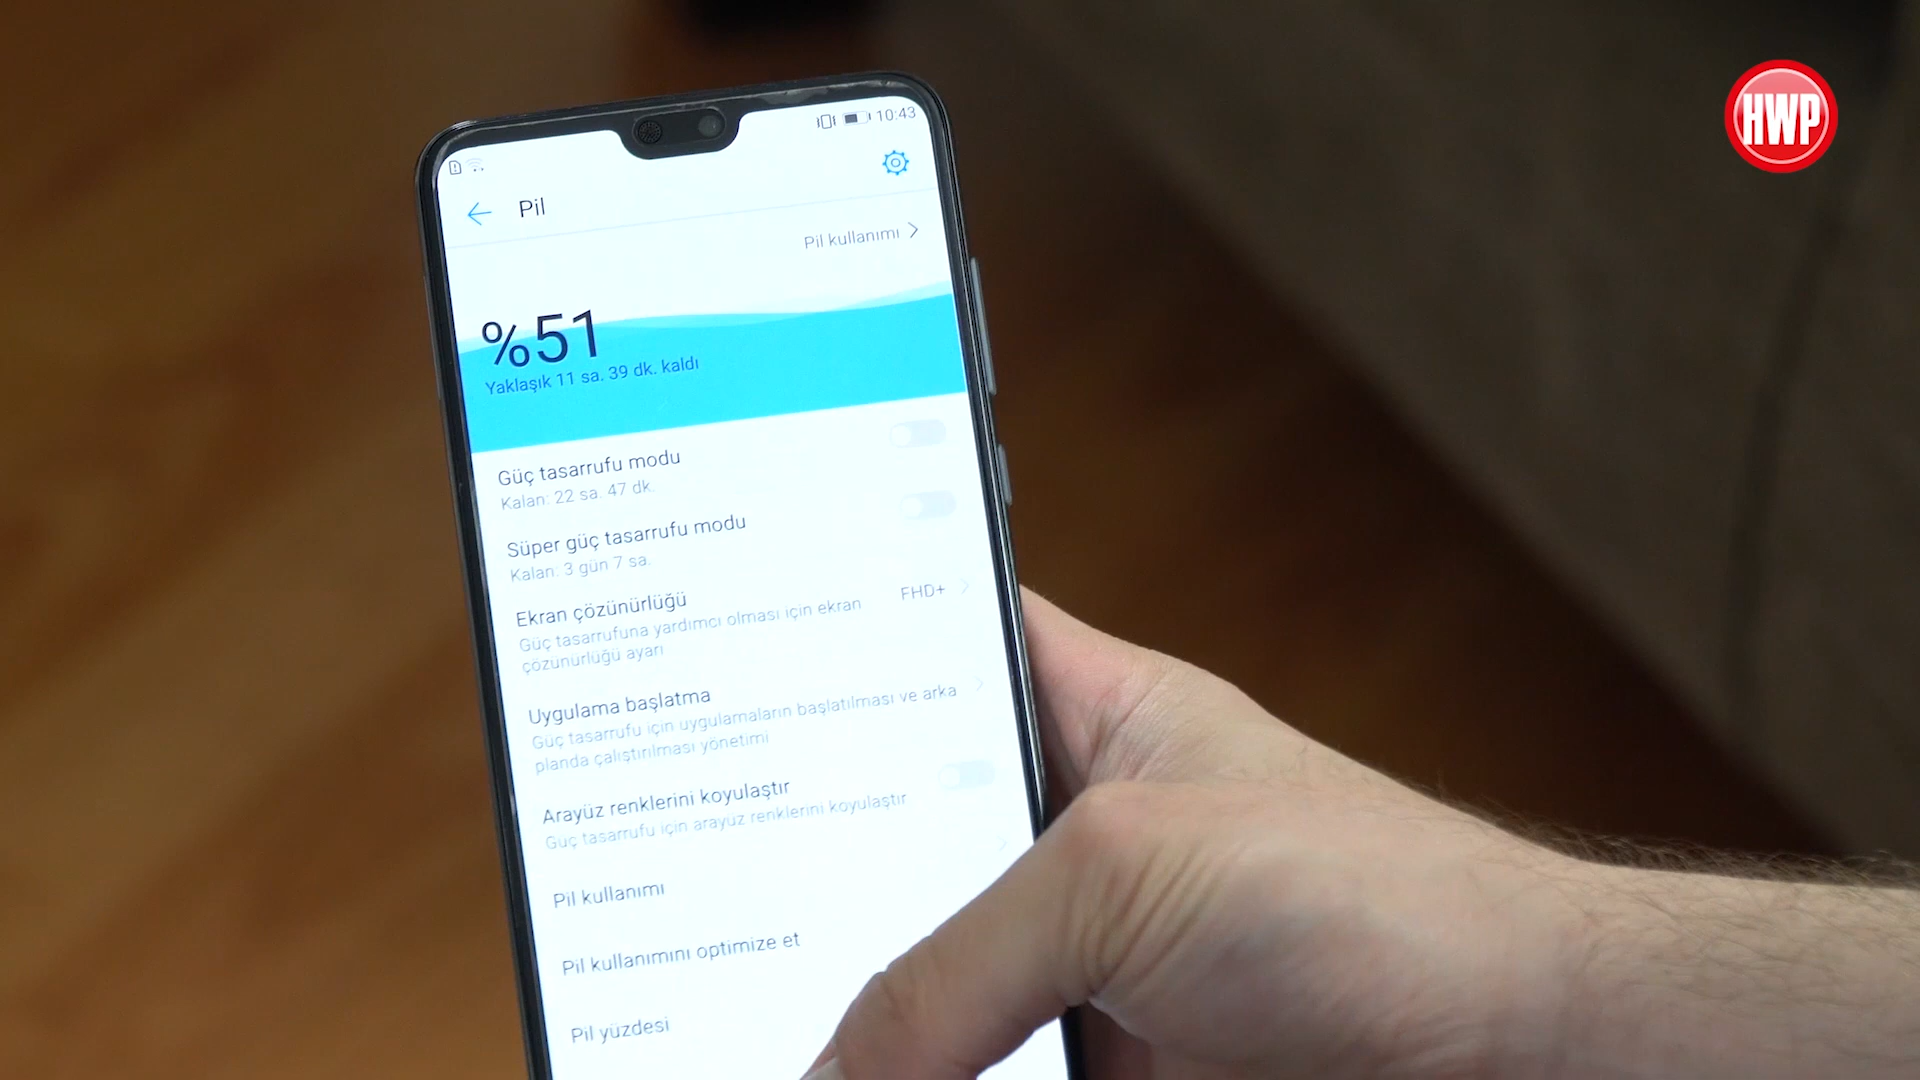 10:43
HWP
Pil
Pil kullanımı
%51
Yaklaşık 11 sa. 39 dk. kaldı
Güç tasarrufu modu
Kalan: 22 sa. 47 dk.
Süper güç tasarrufu modu
Kalan: 3 gün 7 sa.
Ekran çözünürlüğü
FHD+
Güç tasarrufuna yardımcı olması için ekran
çözünürlüğü ayarı
Uygulama başlatma
Güç tasarrufu için uygulamaların başlatılması ve arka
planda çalıştırılması yönetimi
Arayüz renklerini koyulaştır
Güç tasarrufu için arayüz renklerini koyulaştır
Pil kullanımı
Pil kullanımını optimize et
Pil yüzdesi